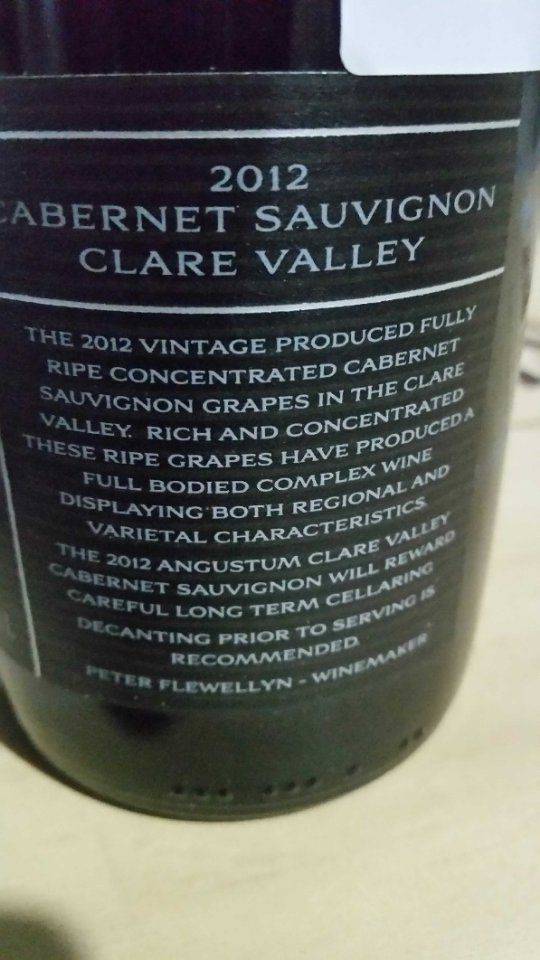 2012
CABERNET SAUVIGNON
CLARE VALLEY
THE 2012 VINTAGE PRODUCED FULLY
RIPE CONCENTRATED CABERNET
SAUVIGNON GRAPES IN THE CLARE
VALLEY. RICH AND CONCENTRATED
THESE RIPE GRAPES HAVE PRODUCED A
FULL BODIED COMPLEX WINE
DISPLAYING BOTH REGIONAL AND
VARIETAL CHARACTERISTICS.
THE 2012 ANGUSTUM CLARE VALLEY
CABERNET SAUVIGNON WILL REWARD
CAREFUL LONG TERM CELLARING
DECANTING PRIOR TO SERVING IS
RECOMMENDED.
PETER FLEWELLYN - WINEMAKER